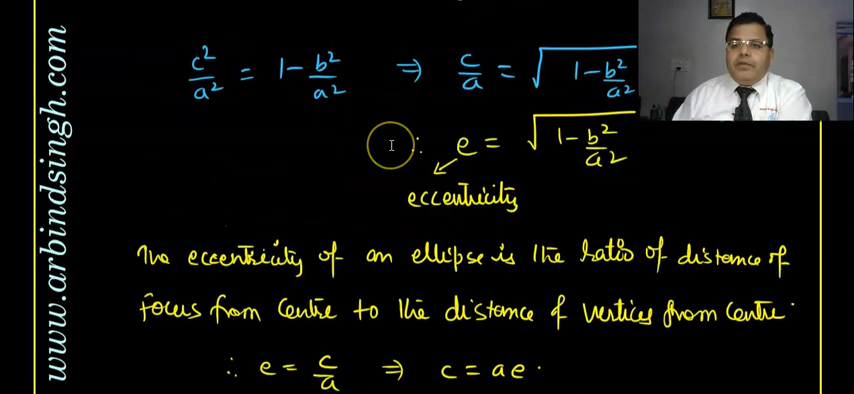 www.arbindsingh.com
c²/a² = 1 - b²/a² ⇒ c/a = √(1 - b²/a²)
∴ e = √(1 - b²/a²)
eccentricity
The eccentricity of an ellipse is the ratio of distance of
focus from centre to the distance of vertices from centre.
∴ e = c/a ⇒ c = ae.